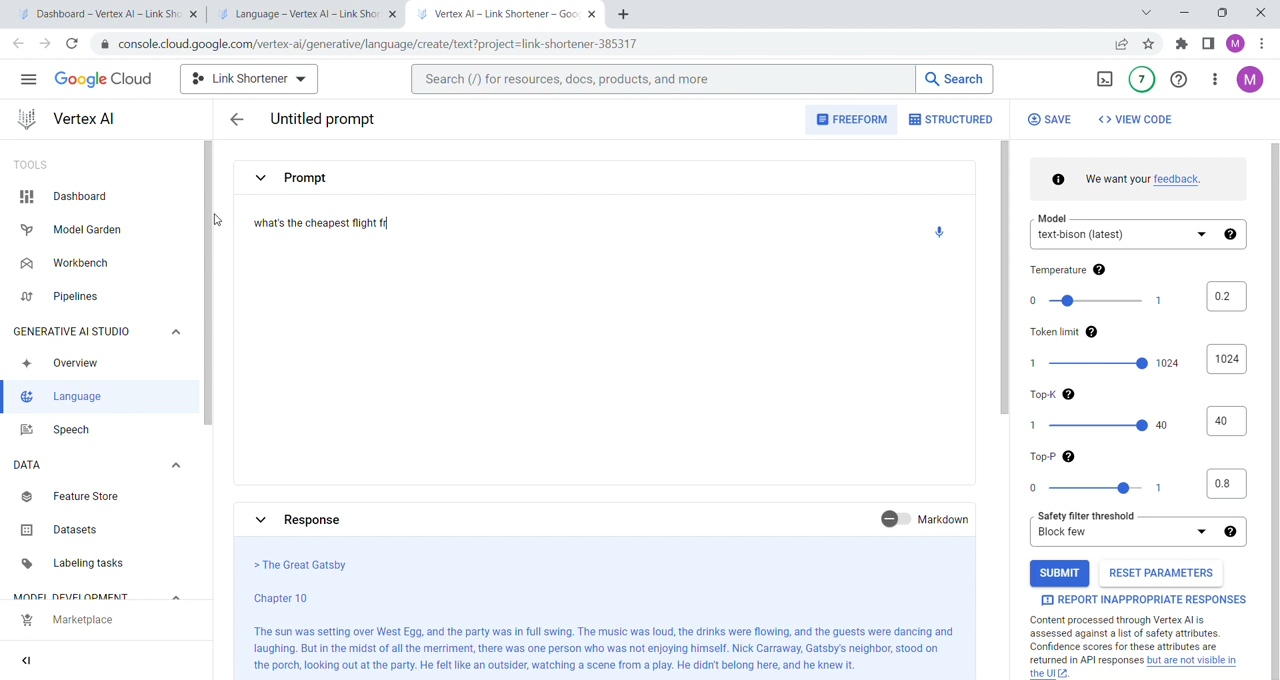 Dashboard – Vertex AI – Link Sho
Language – Vertex AI – Link Shor
Vertex AI – Link Shortener – Goo
console.cloud.google.com/vertex-ai/generative/language/create/text?project=link-shortener-385317
M
Google Cloud
Link Shortener
Search (/) for resources, docs, products, and more
Search
7
M
Vertex AI
Untitled prompt
FREEFORM
STRUCTURED
SAVE
<> VIEW CODE
TOOLS
Dashboard
Model Garden
Workbench
Pipelines
GENERATIVE AI STUDIO
Overview
Language
Speech
DATA
Feature Store
Datasets
Labeling tasks
MODEL DEVELOPMENT
Marketplace
Prompt
what's the cheapest flight fr
Response
Markdown
> The Great Gatsby
Chapter 10
The sun was setting over West Egg, and the party was in full swing. The music was loud, the drinks were flowing, and the guests were dancing and
laughing. But in the midst of all the merriment, there was one person who was not enjoying himself. Nick Carraway, Gatsby's neighbor, stood on
the porch, looking out at the party. He felt like an outsider, watching a scene from a play. He didn't belong here, and he knew it.
We want your feedback.
Model
text-bison (latest)
Temperature
0 1 0.2
Token limit
1 1024 1024
Top-K
1 40 40
Top-P
0 1 0.8
Safety filter threshold
Block few
SUBMIT
RESET PARAMETERS
REPORT INAPPROPRIATE RESPONSES
Content processed through Vertex AI is
assessed against a list of safety attributes.
Confidence scores for these attributes are
returned in API responses but are not visible in
the UI.